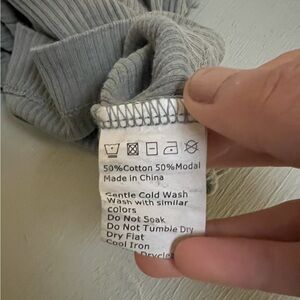 50%Cotton 50%Modal
Made in China
Gentle Cold Wash
Wash with similar
colors
Do Not Soak
Do Not Tumble Dry
Dry Flat
Cool Iron